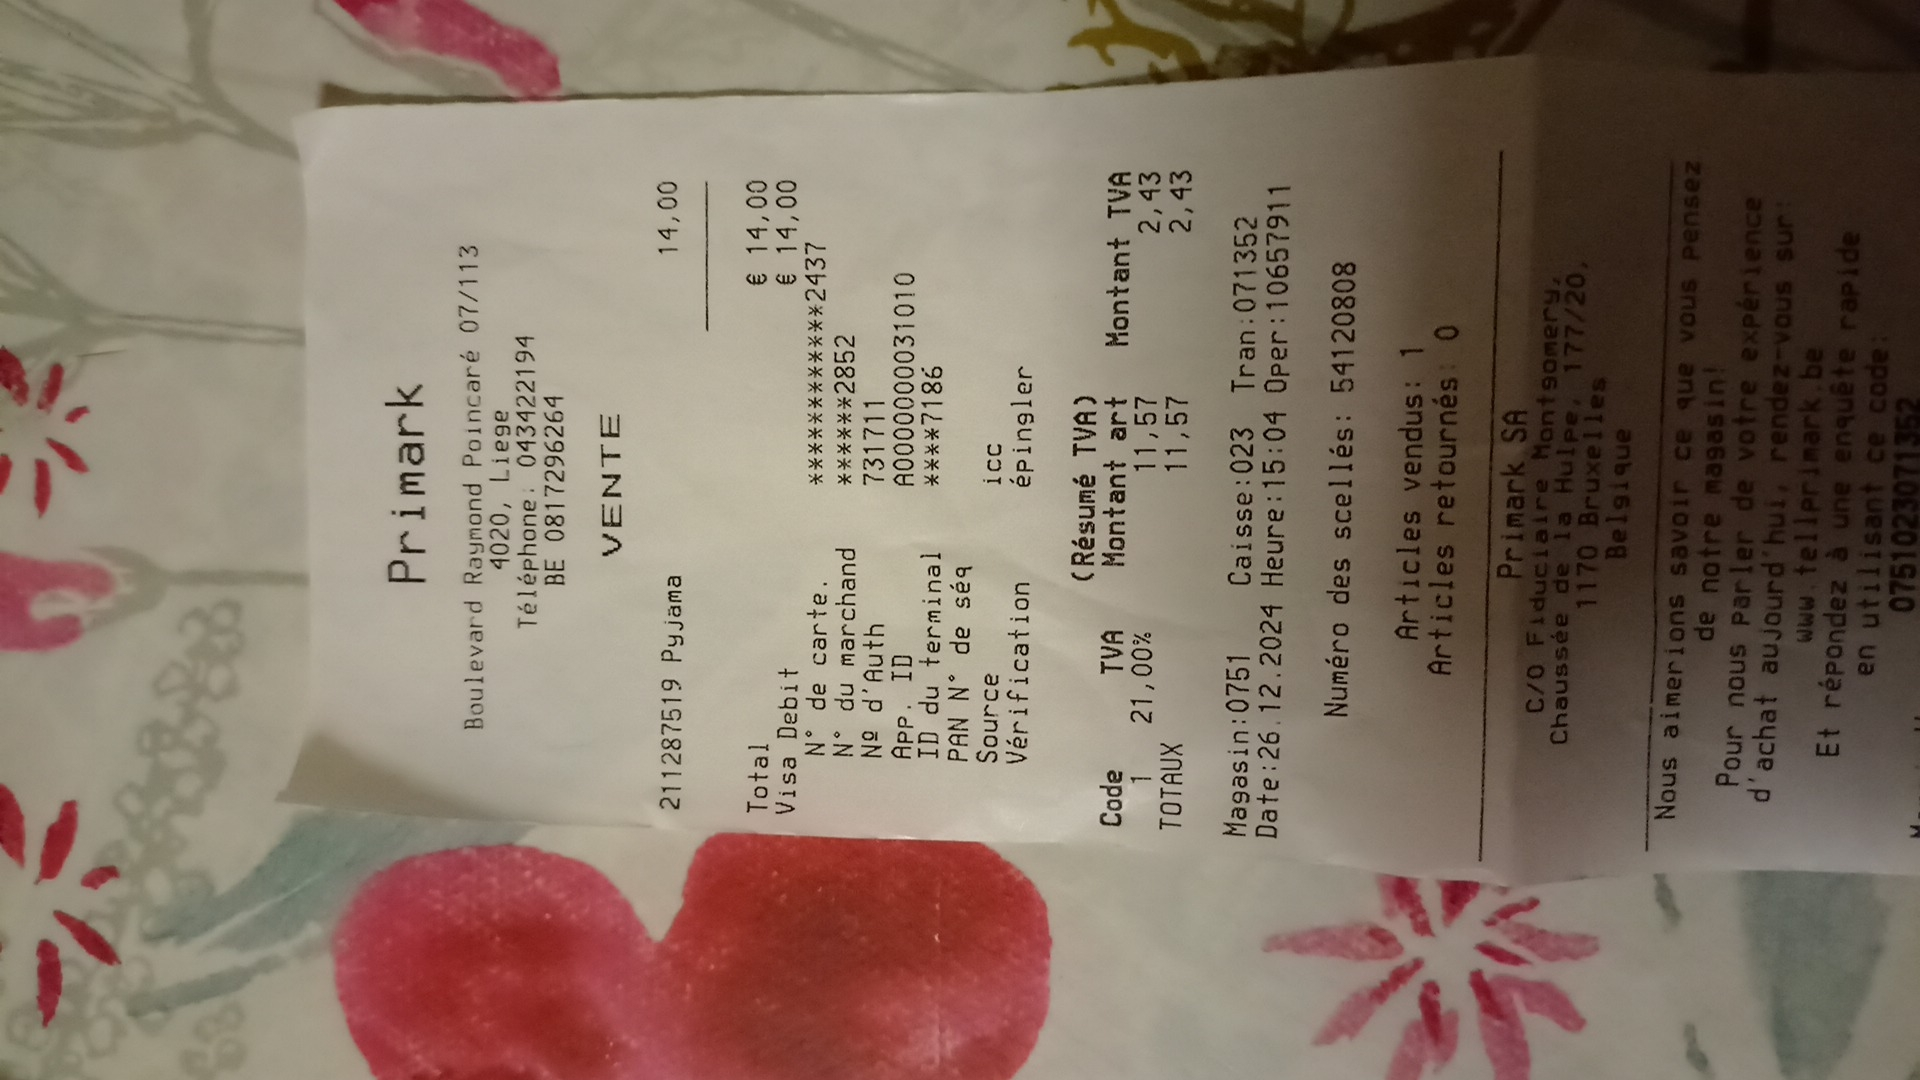 Primark
Boulevard Raymond Poincaré 07/113
4020, Liege
Téléphone: 043422194
BE 0817296264
VENTE
2112875​19 Pyjama 14,00
Total € 14,00
Visa Debit € 14,00
N° de carte. ***************2437
N° du marchand ******2852
Nº d'Auth 731711
App. ID A0000000031010
ID du terminal ****7186
PAN N° de séq
Source icc
Vérification épingler
(Résumé TVA)
Code TVA Montant art Montant TVA
1 21,00% 11,57 2,43
TOTAUX 11,57 2,43
Magasin:0751 Caisse:023 Tran:071352
Date:26.12.2024 Heure:15:04 Oper:10657911
Numéro des scellés: 54120808
Articles vendus: 1
Articles retournés: 0
Primark SA
C/O Fiduciaire Montgomery,
Chaussée de la Hulpe, 177/20,
1170 Bruxelles
Belgique
Nous aimerions savoir ce que vous pensez
de notre magasin!
Pour nous parler de votre expérience
d'achat aujourd'hui, rendez-vous sur:
www.tellprimark.be
Et répondez à une enquête rapide
en utilisant ce code:
075102307​1352